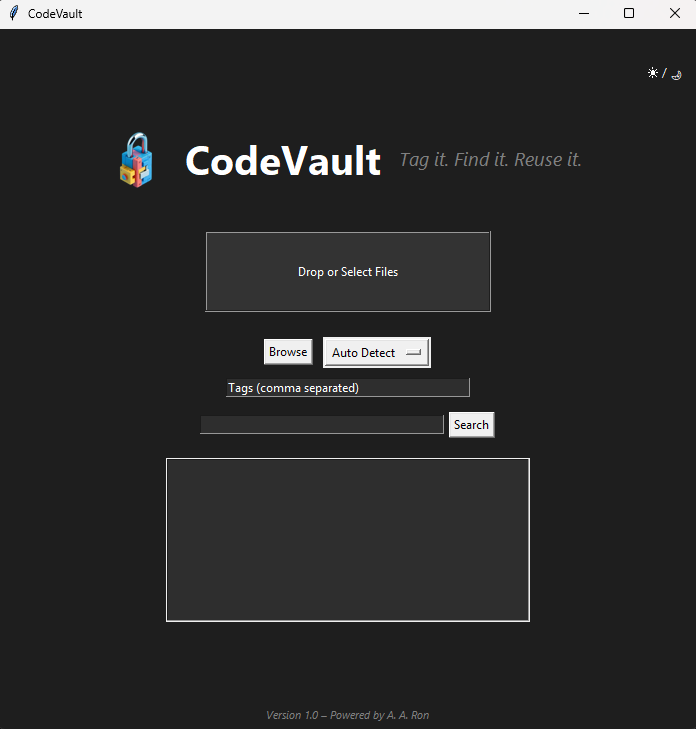 CodeVault
☀ / 🌙
CodeVault Tag it. Find it. Reuse it.
Drop or Select Files
Browse Auto Detect
Tags (comma separated)
Search
Version 1.0 – Powered by A. A. Ron